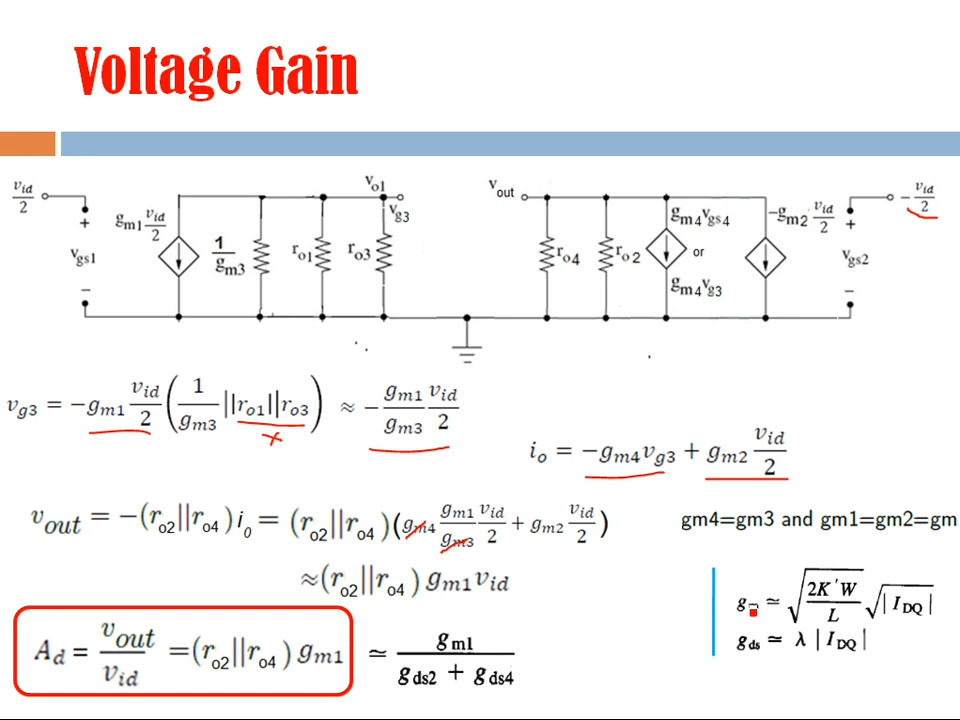 Voltage Gain
v_id/2
+
v_gs1
−
g_m1 v_id/2
1/g_m3
r_o1
r_o3
v_o1
v_g3
v_out
r_o4
r_o2
g_m4 v_gs4
or
g_m4 v_g3
-g_m2 v_id/2
+
v_gs2
−
- v_id/2
v_g3 = -g_m1 v_id/2 (1/g_m3 || r_o1 || r_o3) ≈ - g_m1/g_m3 v_id/2
i_o = -g_m4 v_g3 + g_m2 v_id/2
v_out = -(r_o2||r_o4) i_0 = (r_o2||r_o4)(g_m4 g_m1/g_m3 v_id/2 + g_m2 v_id/2)
gm4=gm3 and gm1=gm2=gm
≈(r_o2||r_o4) g_m1 v_id
A_d = v_out/v_id =(r_o2||r_o4) g_m1 ≃ g_m1/(g_ds2 + g_ds4)
g_m ≃ √(2K'W/L) √|I_DQ|
g_ds ≃ λ |I_DQ|